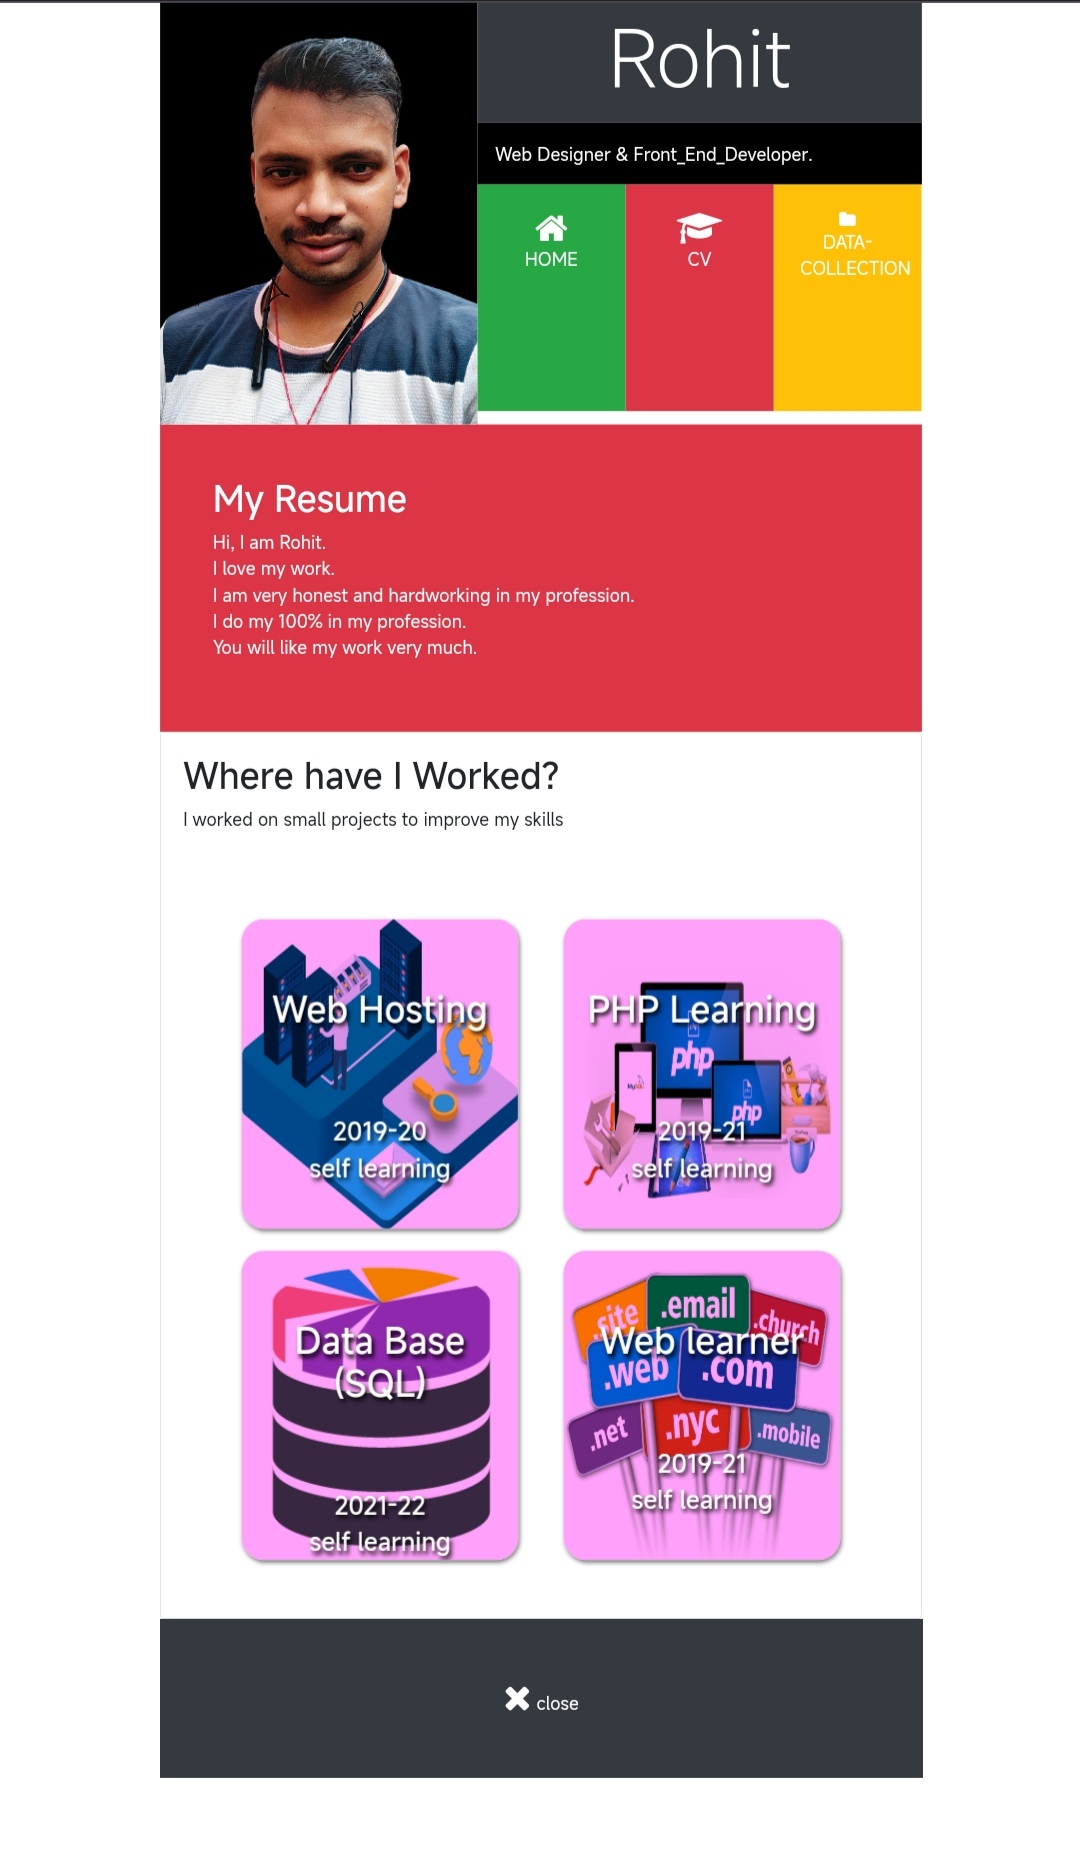 Rohit
Web Designer & Front_End_Developer.
HOME
CV
DATA-
COLLECTION
My Resume
Hi, I am Rohit.
I love my work.
I am very honest and hardworking in my profession.
I do my 100% in my profession.
You will like my work very much.
Where have I Worked?
I worked on small projects to improve my skills
Web Hosting
2019-20
self learning
PHP Learning
php
php
2019-21
self learning
Data Base
(SQL)
2021-22
self learning
.site
.email
.church
Web learner
.web
.com
.net
.nyc
.mobile
2019-21
self learning
close